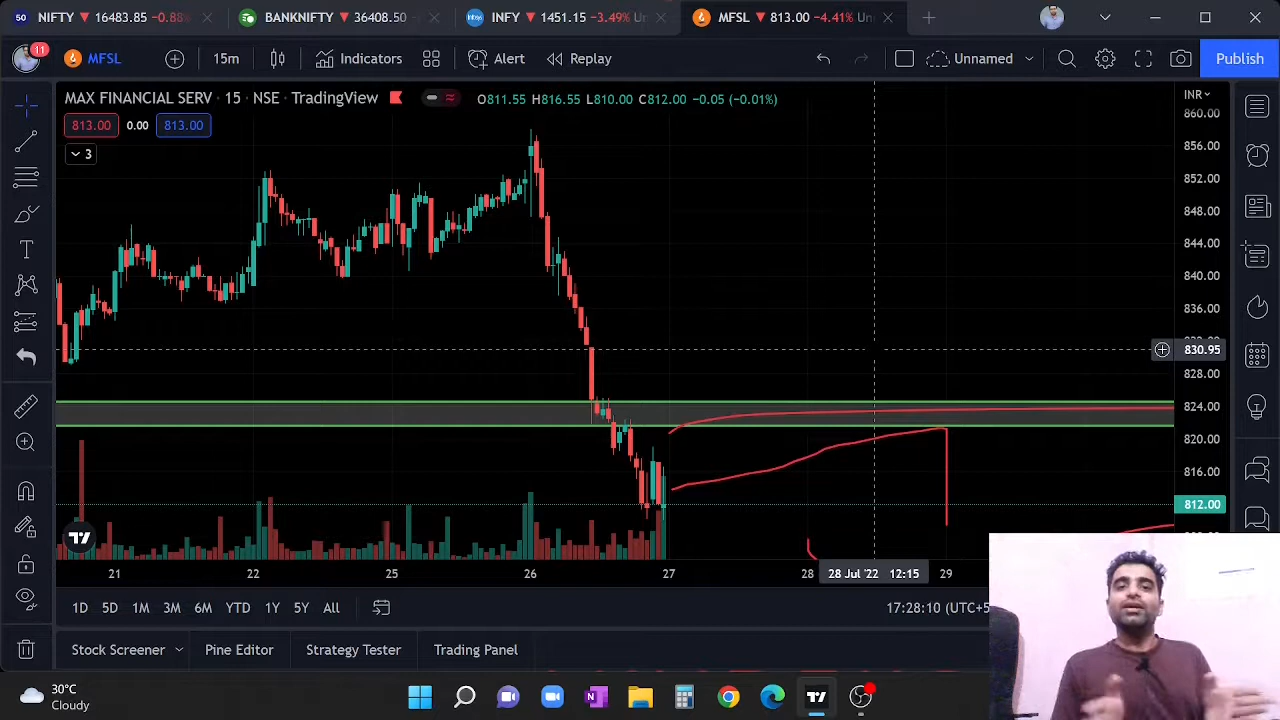 50 NIFTY 16483.85 -0.88%
BANKNIFTY 36408.50
INFY 1451.15 -3.49% Un
MFSL 813.00 -4.41% Un
11 MFSL 15m Indicators Alert Replay Unnamed Publish
MAX FINANCIAL SERV · 15 · NSE · TradingView O811.55 H816.55 L810.00 C812.00 −0.05 (−0.01%)
INR
813.00 0.00 813.00
3
860.00
856.00
852.00
848.00
844.00
840.00
836.00
830.95
828.00
824.00
820.00
816.00
812.00
21 22 25 26 27 28 28 Jul '22 12:15 29
1D 5D 1M 3M 6M YTD 1Y 5Y All 17:28:10 (UTC+5
Stock Screener Pine Editor Strategy Tester Trading Panel
30°C
Cloudy